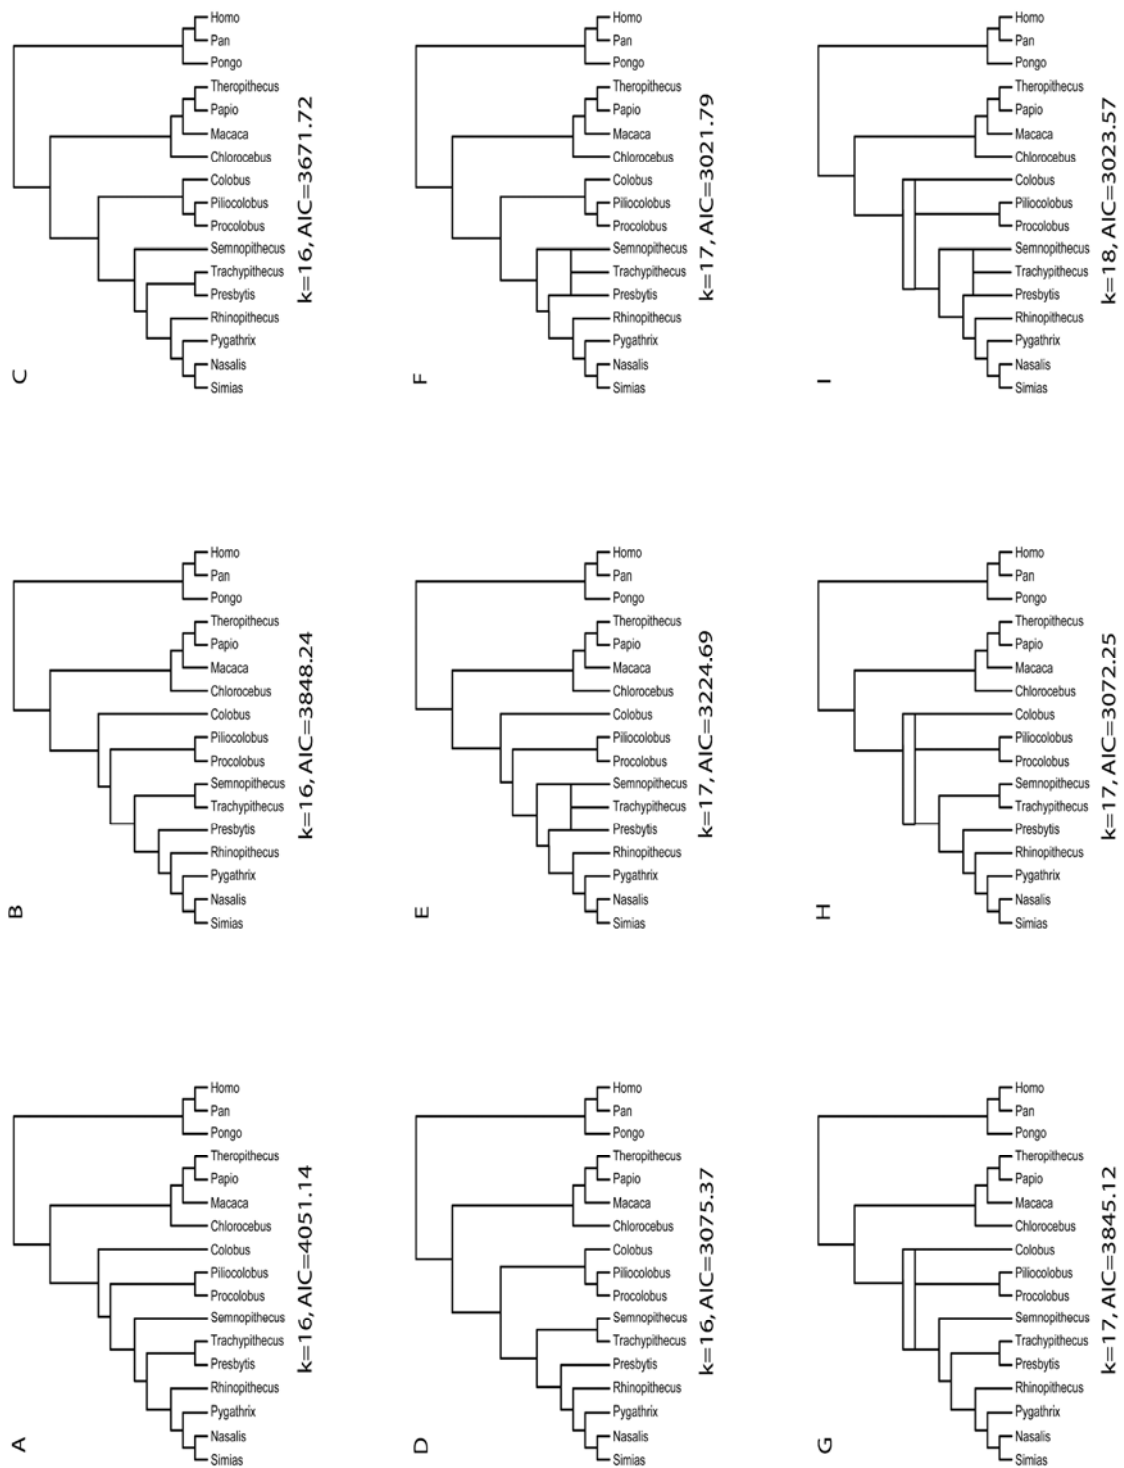 A
Simias
Nasalis
Pygathrix
Rhinopithecus
Presbytis
Trachypithecus
Semnopithecus
Procolobus
Piliocolobus
Colobus
Chlorocebus
Macaca
Papio
Theropithecus
Pongo
Pan
Homo
k=16, AIC=4051.14
B
Simias
Nasalis
Pygathrix
Rhinopithecus
Presbytis
Trachypithecus
Semnopithecus
Procolobus
Piliocolobus
Colobus
Chlorocebus
Macaca
Papio
Theropithecus
Pongo
Pan
Homo
k=16, AIC=3848.24
C
Simias
Nasalis
Pygathrix
Rhinopithecus
Presbytis
Trachypithecus
Semnopithecus
Procolobus
Piliocolobus
Colobus
Chlorocebus
Macaca
Papio
Theropithecus
Pongo
Pan
Homo
k=16, AIC=3671.72
D
Simias
Nasalis
Pygathrix
Rhinopithecus
Presbytis
Trachypithecus
Semnopithecus
Procolobus
Piliocolobus
Colobus
Chlorocebus
Macaca
Papio
Theropithecus
Pongo
Pan
Homo
k=16, AIC=3075.37
E
Simias
Nasalis
Pygathrix
Rhinopithecus
Presbytis
Trachypithecus
Semnopithecus
Procolobus
Piliocolobus
Colobus
Chlorocebus
Macaca
Papio
Theropithecus
Pongo
Pan
Homo
k=17, AIC=3224.69
F
Simias
Nasalis
Pygathrix
Rhinopithecus
Presbytis
Trachypithecus
Semnopithecus
Procolobus
Piliocolobus
Colobus
Chlorocebus
Macaca
Papio
Theropithecus
Pongo
Pan
Homo
k=17, AIC=3021.79
G
Simias
Nasalis
Pygathrix
Rhinopithecus
Presbytis
Trachypithecus
Semnopithecus
Procolobus
Piliocolobus
Colobus
Chlorocebus
Macaca
Papio
Theropithecus
Pongo
Pan
Homo
k=17, AIC=3845.12
H
Simias
Nasalis
Pygathrix
Rhinopithecus
Presbytis
Trachypithecus
Semnopithecus
Procolobus
Piliocolobus
Colobus
Chlorocebus
Macaca
Papio
Theropithecus
Pongo
Pan
Homo
k=17, AIC=3072.25
I
Simias
Nasalis
Pygathrix
Rhinopithecus
Presbytis
Trachypithecus
Semnopithecus
Procolobus
Piliocolobus
Colobus
Chlorocebus
Macaca
Papio
Theropithecus
Pongo
Pan
Homo
k=18, AIC=3023.57